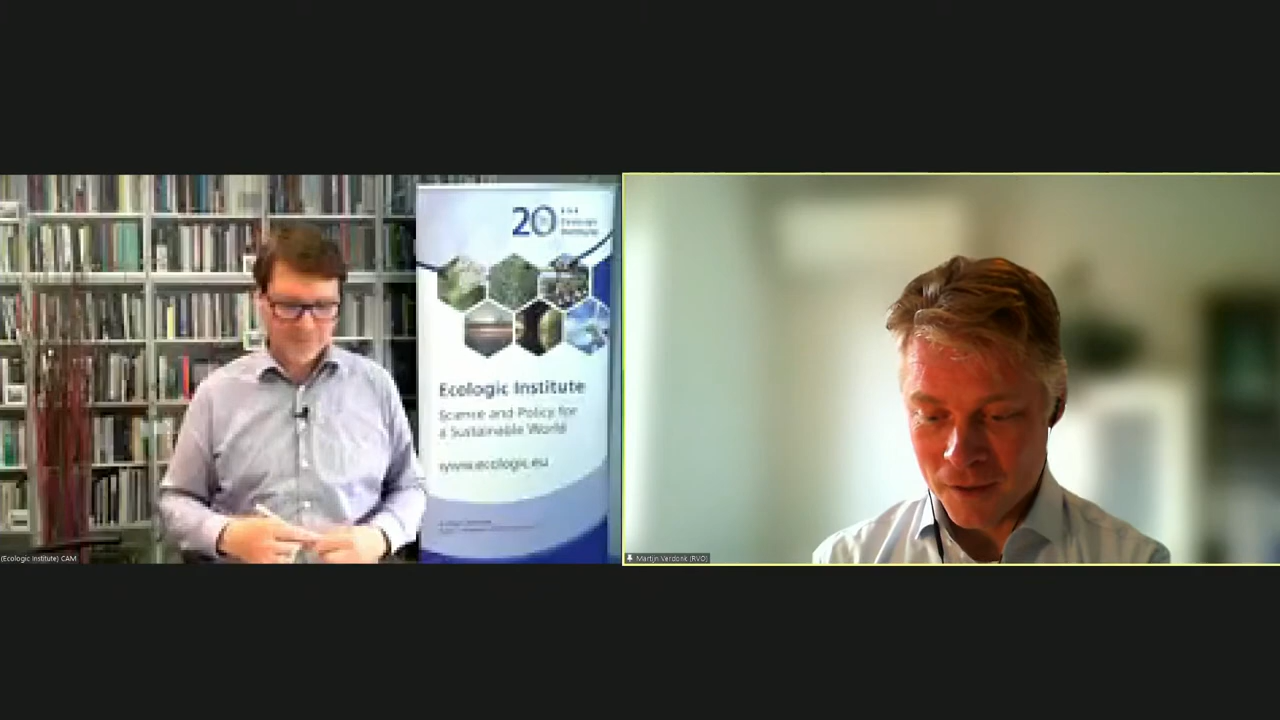 20
Ecologic
Institute
Ecologic Institute
Science and Policy for
a Sustainable World
www.ecologic.eu
(Ecologic Institute) CAM
Martijn Verdonk (RVO)